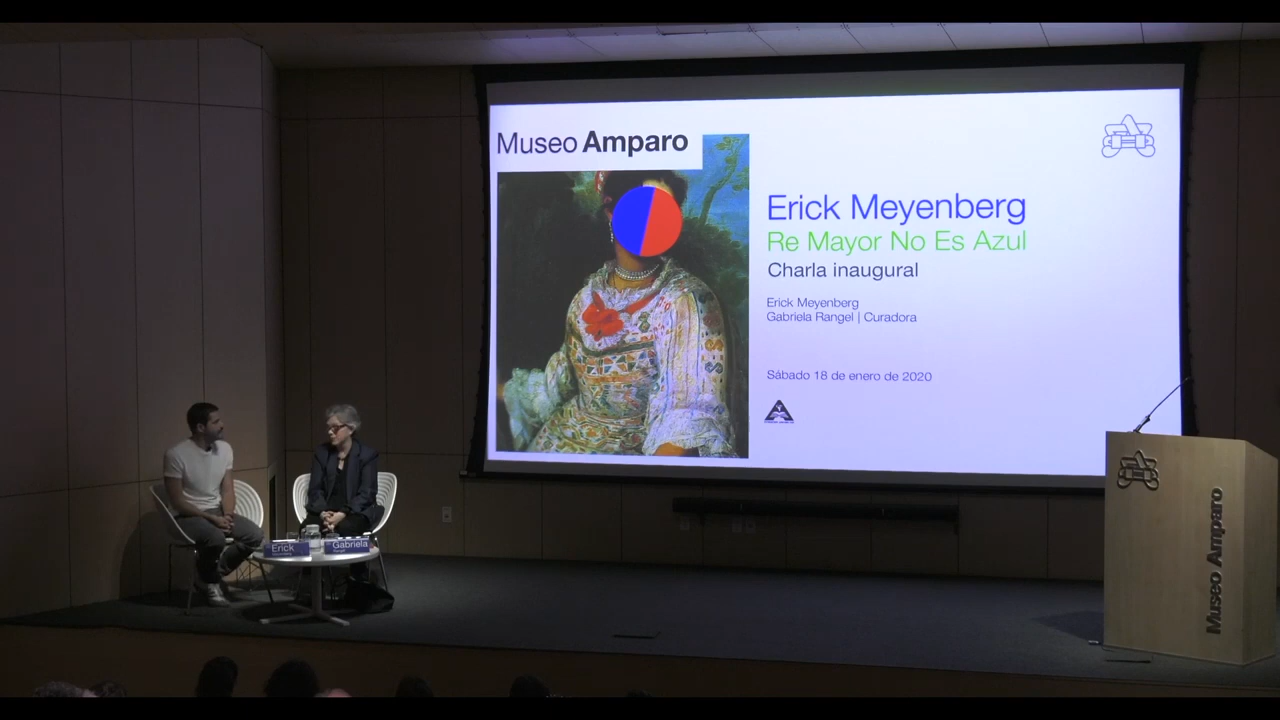 Museo Amparo
Erick Meyenberg
Re Mayor No Es Azul
Charla inaugural
Erick Meyenberg
Gabriela Rangel | Curadora
Sábado 18 de enero de 2020
Erick
Gabriela
Rangel
Museo Amparo